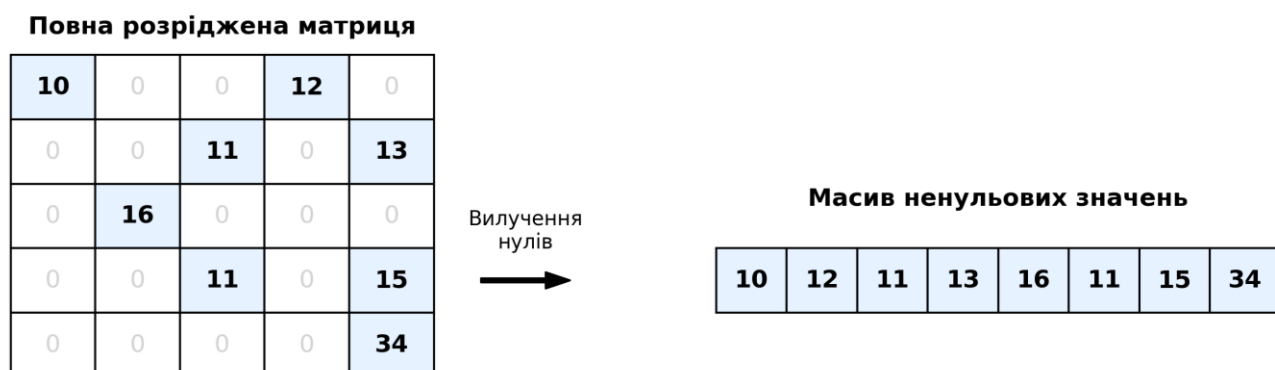 Повна розріджена матриця
10 0 0 12 0
0 0 11 0 13
0 16 0 0 0
0 0 11 0 15
0 0 0 0 34
Вилучення
нулів
Масив ненульових значень
10 12 11 13 16 11 15 34